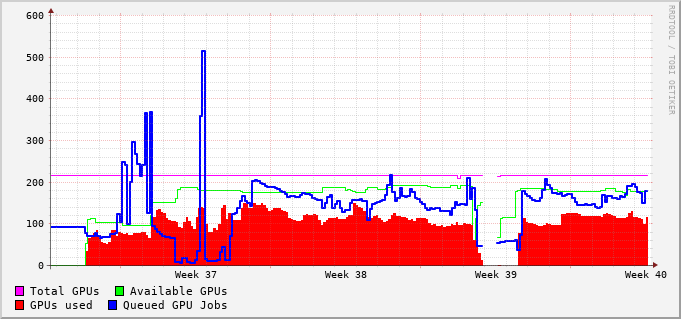 600
500
400
300
200
100
0
Week 37 Week 38 Week 39 Week 40
Total GPUs Available GPUs
GPUs used Queued GPU Jobs
RRDTOOL / TOBI OETIKER